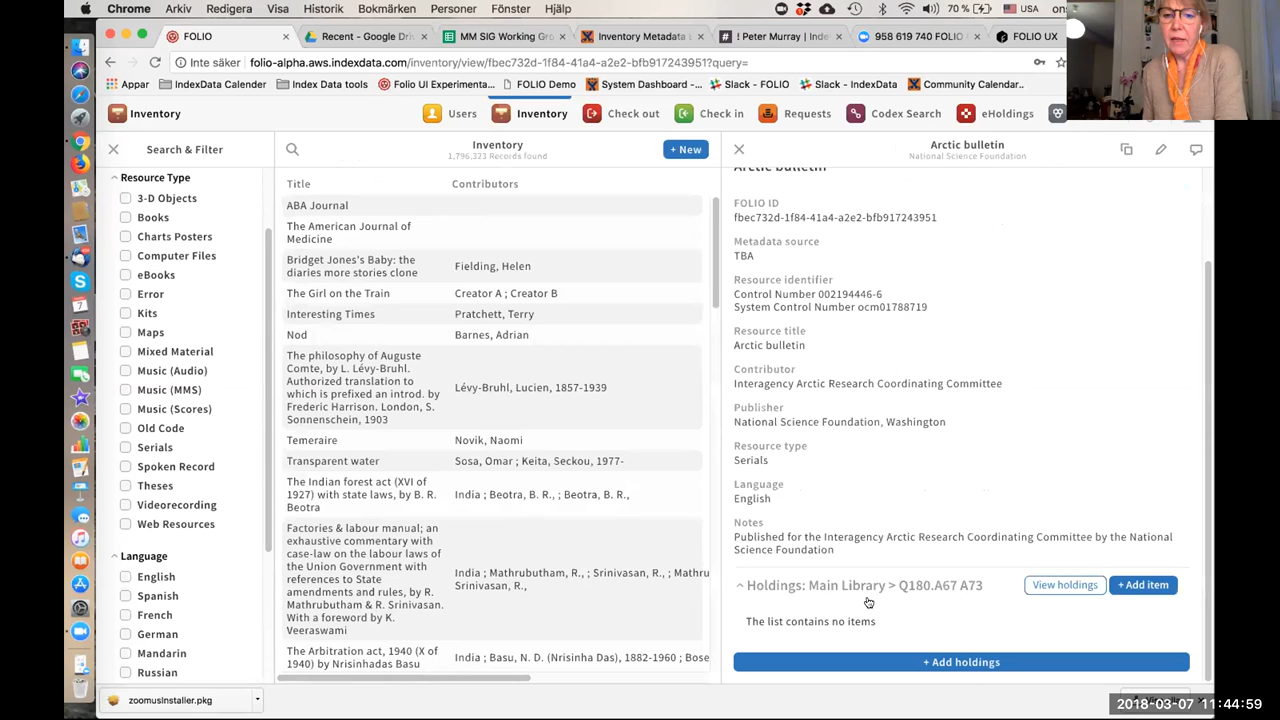 Chrome Arkiv Redigera Visa Historik Bokmärken Personer Fönster Hjälp 70 % USA
FOLIO Recent - Google Dri MM SIG Working Gro Inventory Metadata E ! Peter Murray | Inde 958 619 740 FOLIO FOLIO UX
Inte säker folio-alpha.aws.indexdata.com/inventory/view/fbec732d-1f84-41a4-a2e2-bfb917243951?query=
Appar IndexData Calender Index Data tools Folio UI Experimenta... FOLIO Demo System Dashboard -... Slack - FOLIO Slack - IndexData Community Calendar...
Inventory Users Inventory Check out Check in Requests Codex Search eHoldings
Search & Filter
Resource Type
3-D Objects
Books
Charts Posters
Computer Files
eBooks
Error
Kits
Maps
Mixed Material
Music (Audio)
Music (MMS)
Music (Scores)
Old Code
Serials
Spoken Record
Theses
Videorecording
Web Resources
Language
English
Spanish
French
German
Mandarin
Russian
Inventory
1,796,323 Records found
+ New
Title Contributors
ABA Journal
The American Journal of
Medicine
Bridget Jones's Baby: the
diaries more stories clone
Fielding, Helen
The Girl on the Train Creator A ; Creator B
Interesting Times Pratchett, Terry
Nod Barnes, Adrian
The philosophy of Auguste
Comte, by L. Lévy-Bruhl.
Authorized translation to
which is prefixed an introd. by
Frederic Harrison. London, S.
Sonnenschein, 1903
Lévy-Bruhl, Lucien, 1857-1939
Temeraire Novik, Naomi
Transparent water Sosa, Omar ; Keita, Seckou, 1977-
The Indian forest act (XVI of
1927) with state laws, by B. R.
Beotra
India ; Beotra, B. R., ; Beotra, B. R.,
Factories & labour manual; an
exhaustive commentary with
case-law on the labour laws of
the Union Government with
references to State
amendments and rules, by R.
Mathrubutham & R. Srinivasan.
With a foreword by K.
Veeraswami
India ; Mathrubutham, R., ; Srinivasan, R., ; Mathru
Srinivasan, R.,
The Arbitration act, 1940 (X of
1940) by Nrisinhadas Basu
India ; Basu, N. D. (Nrisinha Das), 1882-1960 ; Bose
Arctic bulletin
National Science Foundation
Arctic bulletin
FOLIO ID
fbec732d-1f84-41a4-a2e2-bfb917243951
Metadata source
TBA
Resource identifier
Control Number 002194446-6
System Control Number ocm01788719
Resource title
Arctic bulletin
Contributor
Interagency Arctic Research Coordinating Committee
Publisher
National Science Foundation, Washington
Resource type
Serials
Language
English
Notes
Published for the Interagency Arctic Research Coordinating Committee by the National
Science Foundation
Holdings: Main Library > Q180.A67 A73 View holdings + Add item
The list contains no items
+ Add holdings
zoomusInstaller.pkg
2018-03-07 11:44:59